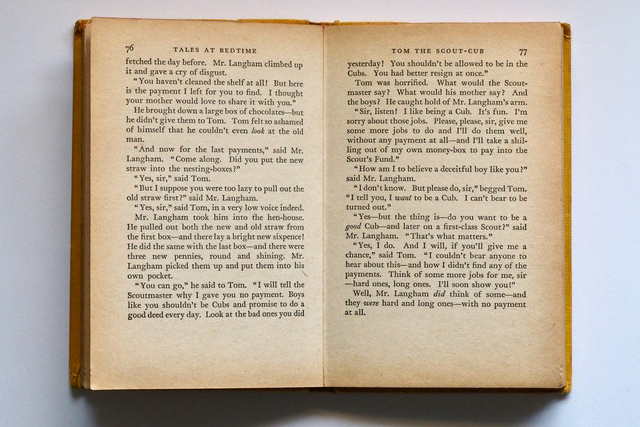 76
TALES AT BEDTIME
fetched the day before. Mr. Langham climbed up
it and gave a cry of disgust.
"You haven't cleaned the shelf at all! But here
is the payment I left for you to find. I thought
your mother would love to share it with you."
He brought down a large box of chocolates—but
he didn't give them to Tom. Tom felt so ashamed
of himself that he couldn't even look at the old
man.
"And now for the last payments," said Mr.
Langham. "Come along. Did you put the new
straw into the nesting-boxes?"
"Yes, sir," said Tom.
"But I suppose you were too lazy to pull out the
old straw first?" said Mr. Langham.
"Yes, sir," said Tom, in a very low voice indeed.
Mr. Langham took him into the hen-house.
He pulled out both the new and old straw from
the first box—and there lay a bright new sixpence!
He did the same with the last box—and there were
three new pennies, round and shining. Mr.
Langham picked them up and put them into his
own pocket.
"You can go," he said to Tom. "I will tell the
Scoutmaster why I gave you no payment. Boys
like you shouldn't be Cubs and promise to do a
good deed every day. Look at the bad ones you did
TOM THE SCOUT-CUB
77
yesterday! You shouldn't be allowed to be in the
Cubs. You had better resign at once."
Tom was horrified. What would the Scout-
master say? What would his mother say? And
the boys? He caught hold of Mr. Langham's arm.
"Sir, listen! I like being a Cub. It's fun. I'm
sorry about those jobs. Please, please, sir, give me
some more jobs to do and I'll do them well,
without any payment at all—and I'll take a shil-
ling out of my own money-box to pay into the
Scout's Fund."
"How am I to believe a deceitful boy like you?"
said Mr. Langham.
"I don't know. But please do, sir," begged Tom.
"I tell you, I want to be a Cub. I can't bear to be
turned out."
"Yes—but the thing is—do you want to be a
good Cub—and later on a first-class Scout?" said
Mr. Langham. "That's what matters."
"Yes, I do. And I will, if you'll give me a
chance," said Tom. "I couldn't bear anyone to
hear about this—and how I didn't find any of the
payments. Think of some more jobs for me, sir
—hard ones, long ones. I'll soon show you!"
Well, Mr. Langham did think of some—and
they were hard and long ones—with no payment
at all.